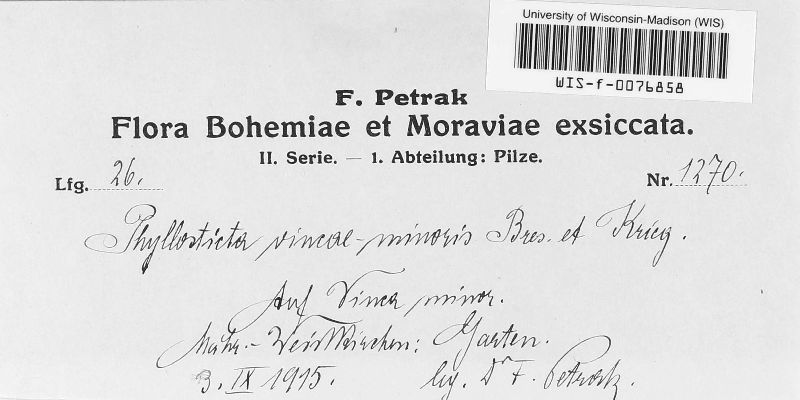 University of Wisconsin-Madison (WIS)
WIS-f-0076858
F. Petrak
Flora Bohemiae et Moraviae exsiccata.
II. Serie. — 1. Abteilung: Pilze.
Lfg. 26. Nr. 1270.
Phyllosticta vincae-minoris Bres. et Krieg.
Auf Vinca minor.
Mähr.-Weisskirchen: Garten.
3. IX 1915. lig. Dr F. Petrak.